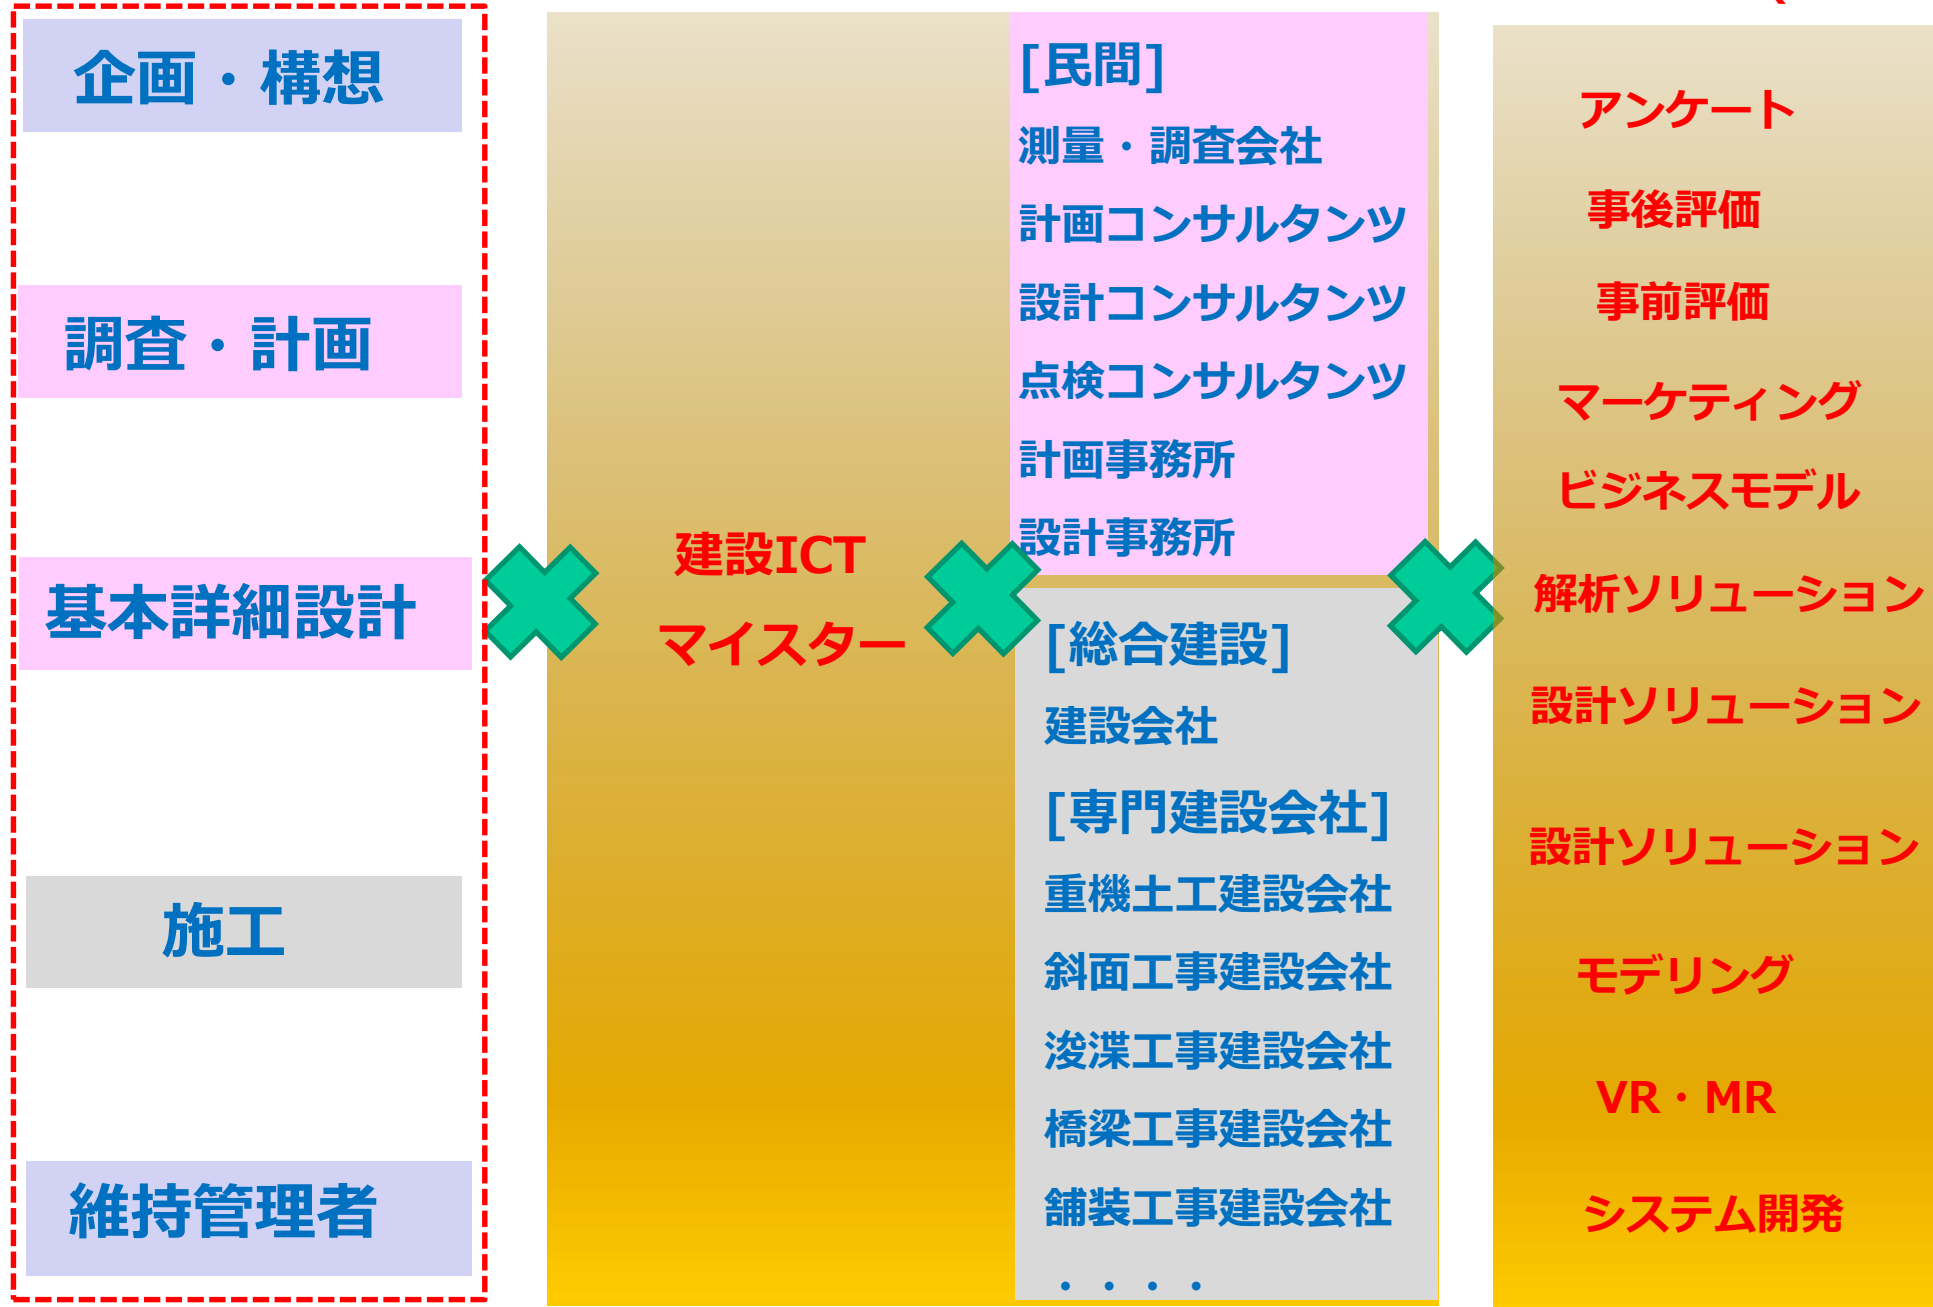 企画・構想
調査・計画
基本詳細設計
施工
維持管理者
建設ICT
マイスター
[民間]
測量・調査会社
計画コンサルタンツ
設計コンサルタンツ
点検コンサルタンツ
計画事務所
設計事務所
[総合建設]
建設会社
[専門建設会社]
重機土工建設会社
斜面工事建設会社
浚渫工事建設会社
橋梁工事建設会社
舗装工事建設会社
・・・・
アンケート
事後評価
事前評価
マーケティング
ビジネスモデル
解析ソリューション
設計ソリューション
設計ソリューション
モデリング
VR・MR
システム開発